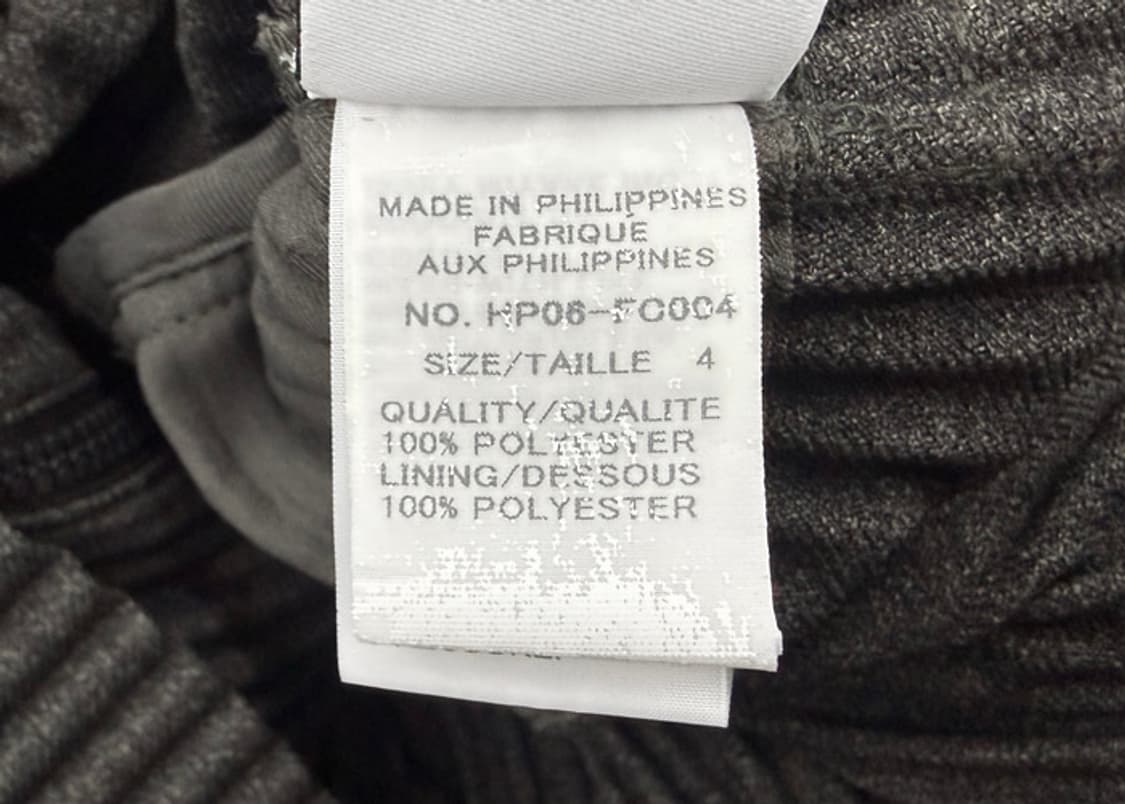 MADE IN PHILIPPINES
FABRIQUÉ
AUX PHILIPPINES
NO. HP06-FC004
SIZE/TAILLE 4
QUALITY/QUALITE
100% POLYESTER
LINING/DESSOUS
100% POLYESTER